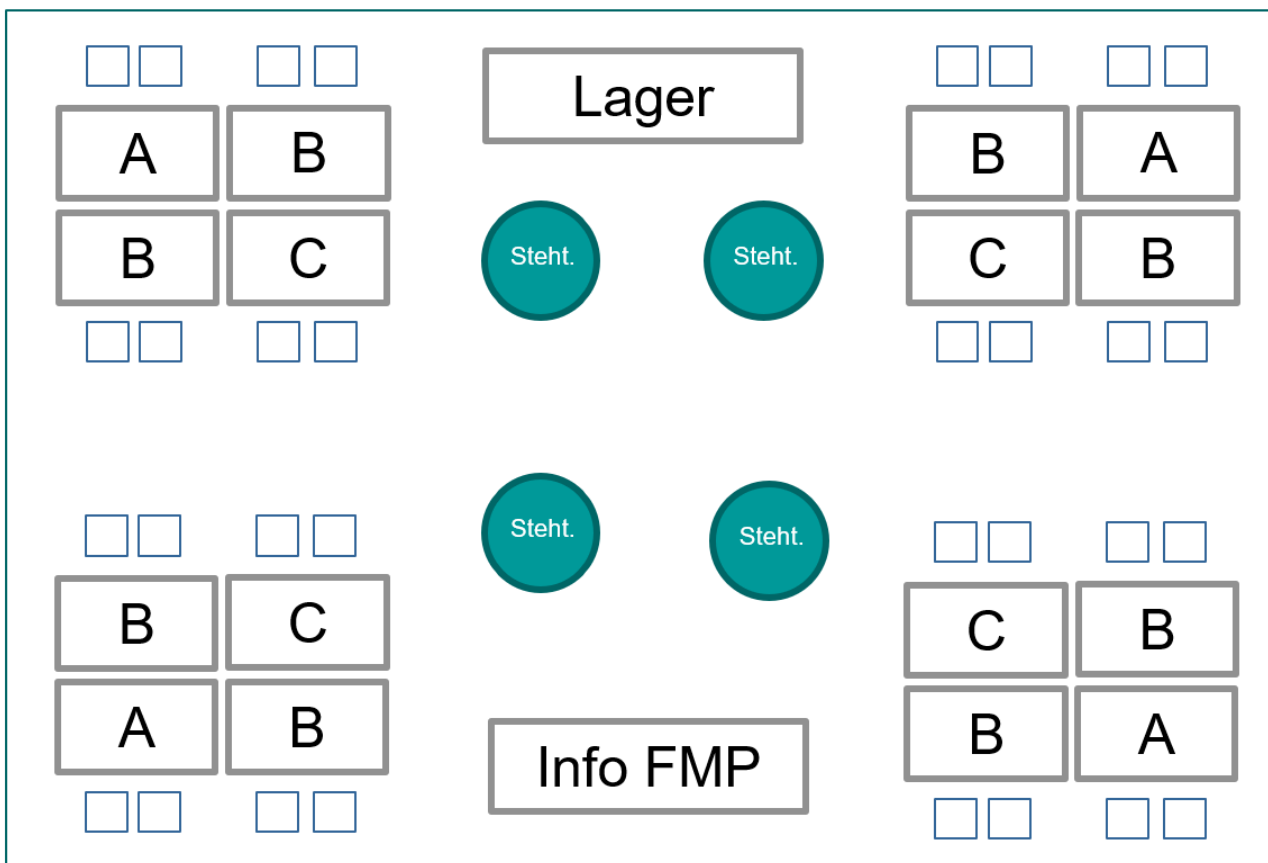 Lager
A B
B C
B A
C B
Steht. Steht.
Steht. Steht.
B C
A B
C B
B A
Info FMP